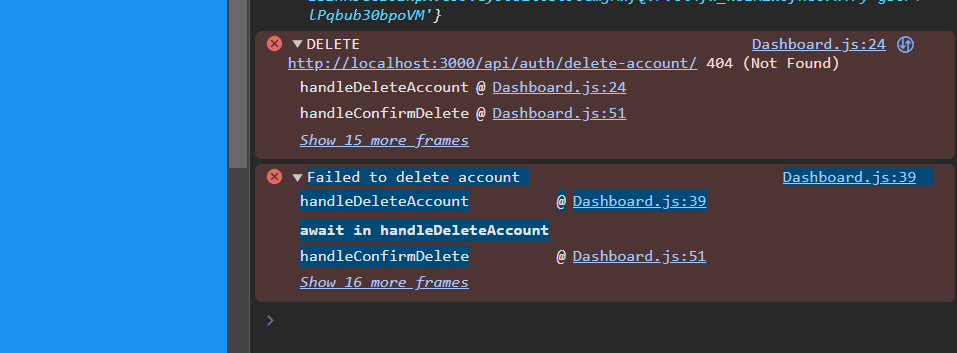 lPqbub30bpoVM'}
DELETE Dashboard.js:24
http://localhost:3000/api/auth/delete-account/ 404 (Not Found)
handleDeleteAccount @ Dashboard.js:24
handleConfirmDelete @ Dashboard.js:51
Show 15 more frames
Failed to delete account Dashboard.js:39
handleDeleteAccount @ Dashboard.js:39
await in handleDeleteAccount
handleConfirmDelete @ Dashboard.js:51
Show 16 more frames